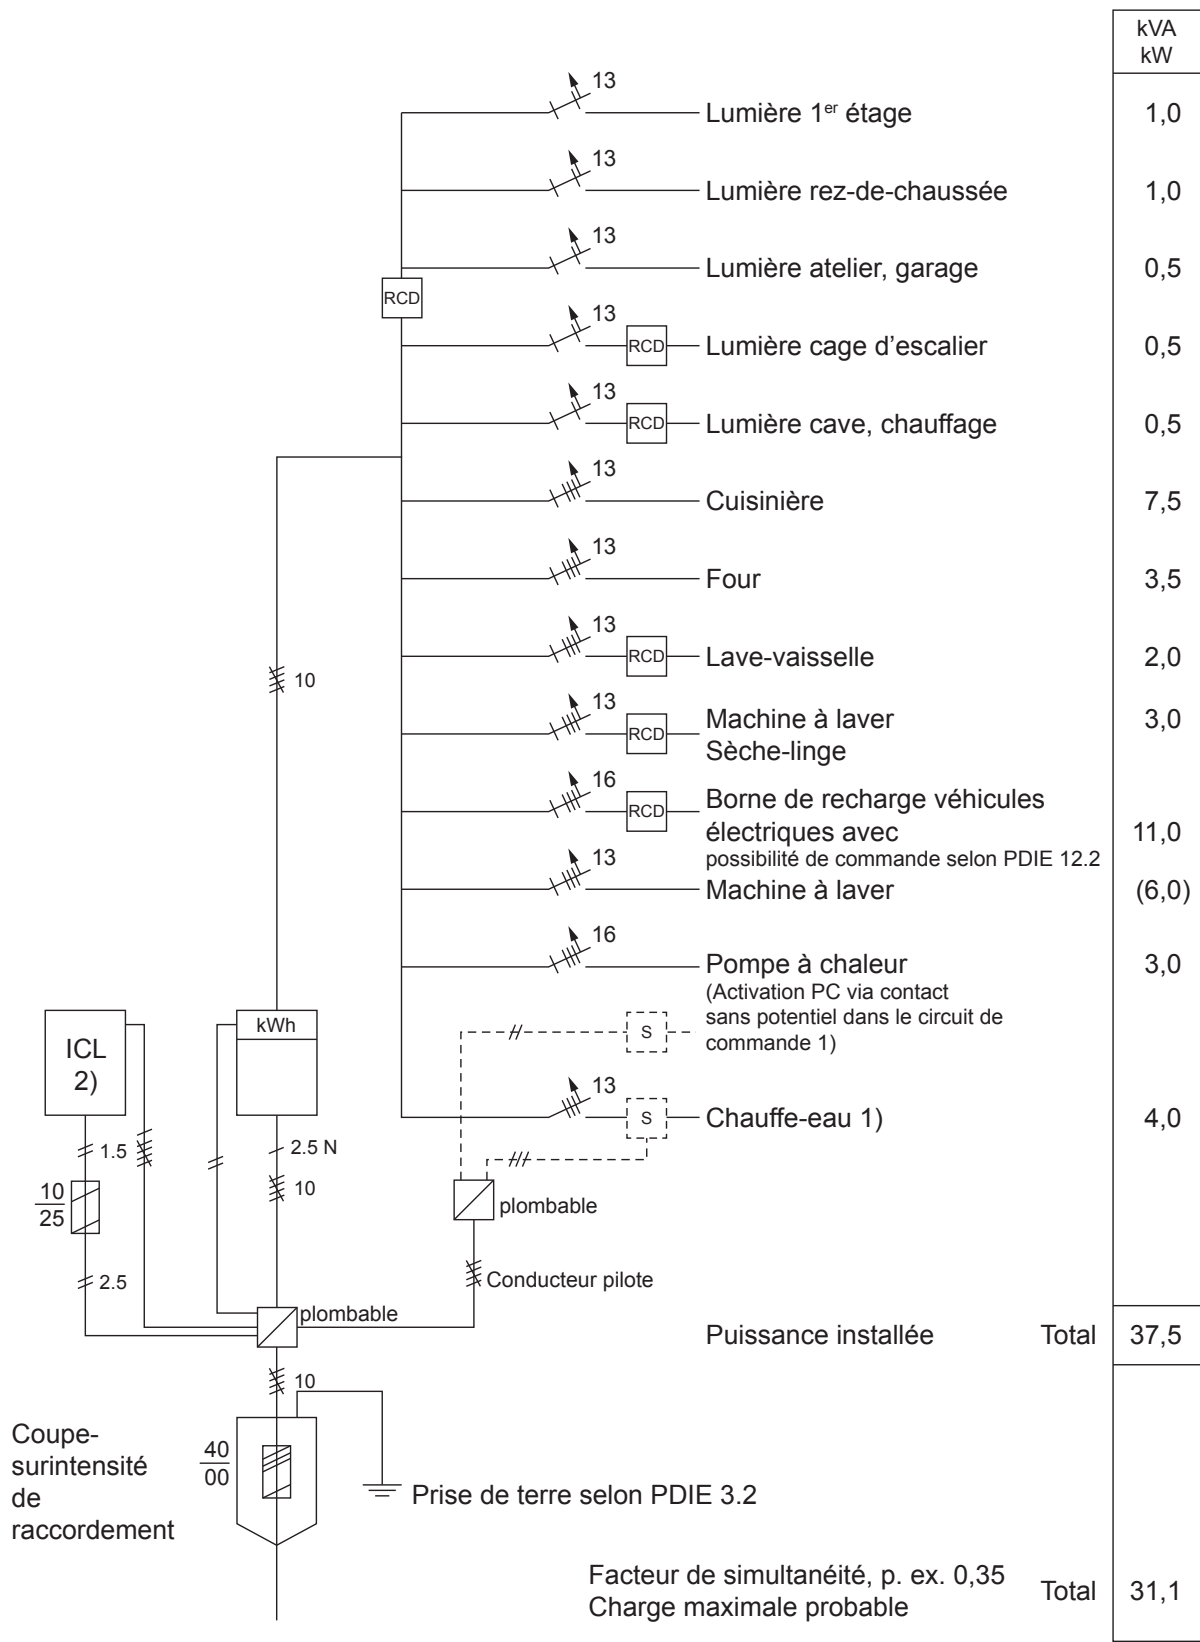 kVA
kW
13
Lumière 1er étage 1,0
13
Lumière rez-de-chaussée 1,0
13
Lumière atelier, garage 0,5
RCD
13
RCD Lumière cage d'escalier 0,5
13
RCD Lumière cave, chauffage 0,5
13
Cuisinière 7,5
13
Four 3,5
13
RCD Lave-vaisselle 2,0
10
13
RCD Machine à laver 3,0
Sèche-linge
16
RCD Borne de recharge véhicules
électriques avec 11,0
possibilité de commande selon PDIE 12.2
13
Machine à laver (6,0)
16
Pompe à chaleur 3,0
(Activation PC via contact
sans potentiel dans le circuit de
commande 1)
S
ICL
2)
kWh
13
S Chauffe-eau 1) 4,0
1.5
2.5 N
10
10
25
plombable
2.5
Conducteur pilote
plombable
Puissance installée Total 37,5
10
Coupe-
surintensité
de
raccordement
40
00
Prise de terre selon PDIE 3.2
Facteur de simultanéité, p. ex. 0,35
Charge maximale probable
Total 31,1